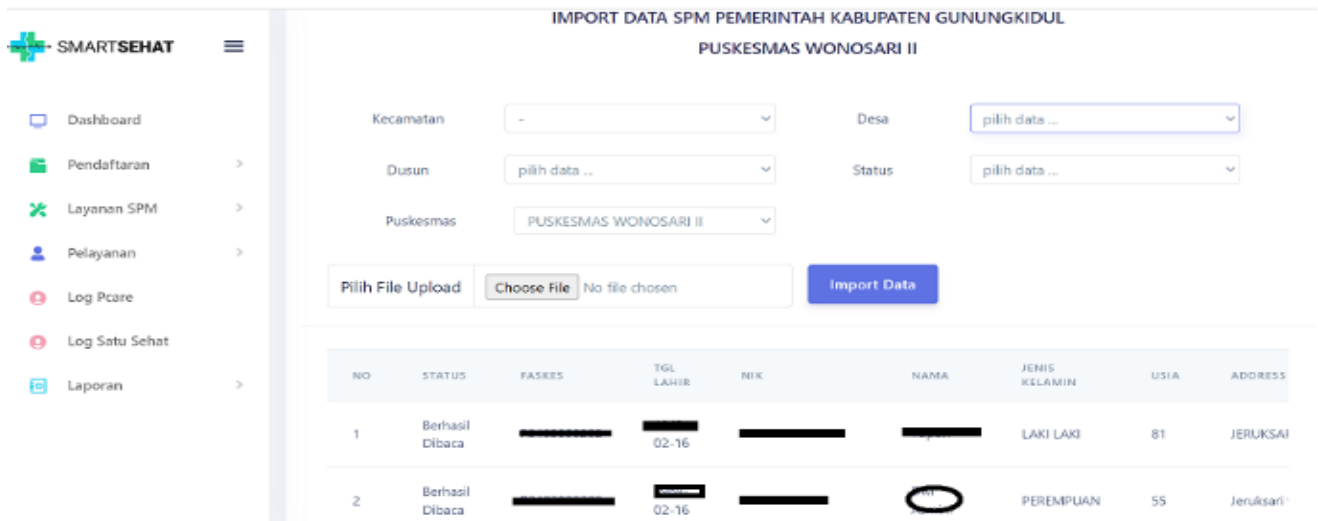 IMPORT DATA SPM PEMERINTAH KABUPATEN GUNUNGKIDUL
PUSKESMAS WONOSARI II
SMARTSEHAT
Dashboard
Pendaftaran
Layanan SPM
Pelayanan
Log Pcare
Log Satu Sehat
Laporan
Kecamatan - Desa pilih data ...
Dusun pilih data ... Status pilih data ...
Puskesmas PUSKESMAS WONOSARI II
Pilih File Upload Choose File No file chosen Import Data
NO STATUS FASKES TGL LAHIR NIK NAMA JENIS KELAMIN USIA ADDRESS
1 Berhasil Dibaca 02-16 LAKI LAKI 81 JERUKSAR
2 Berhasil Dibaca 02-16 PEREMPUAN 55 Jeruksari